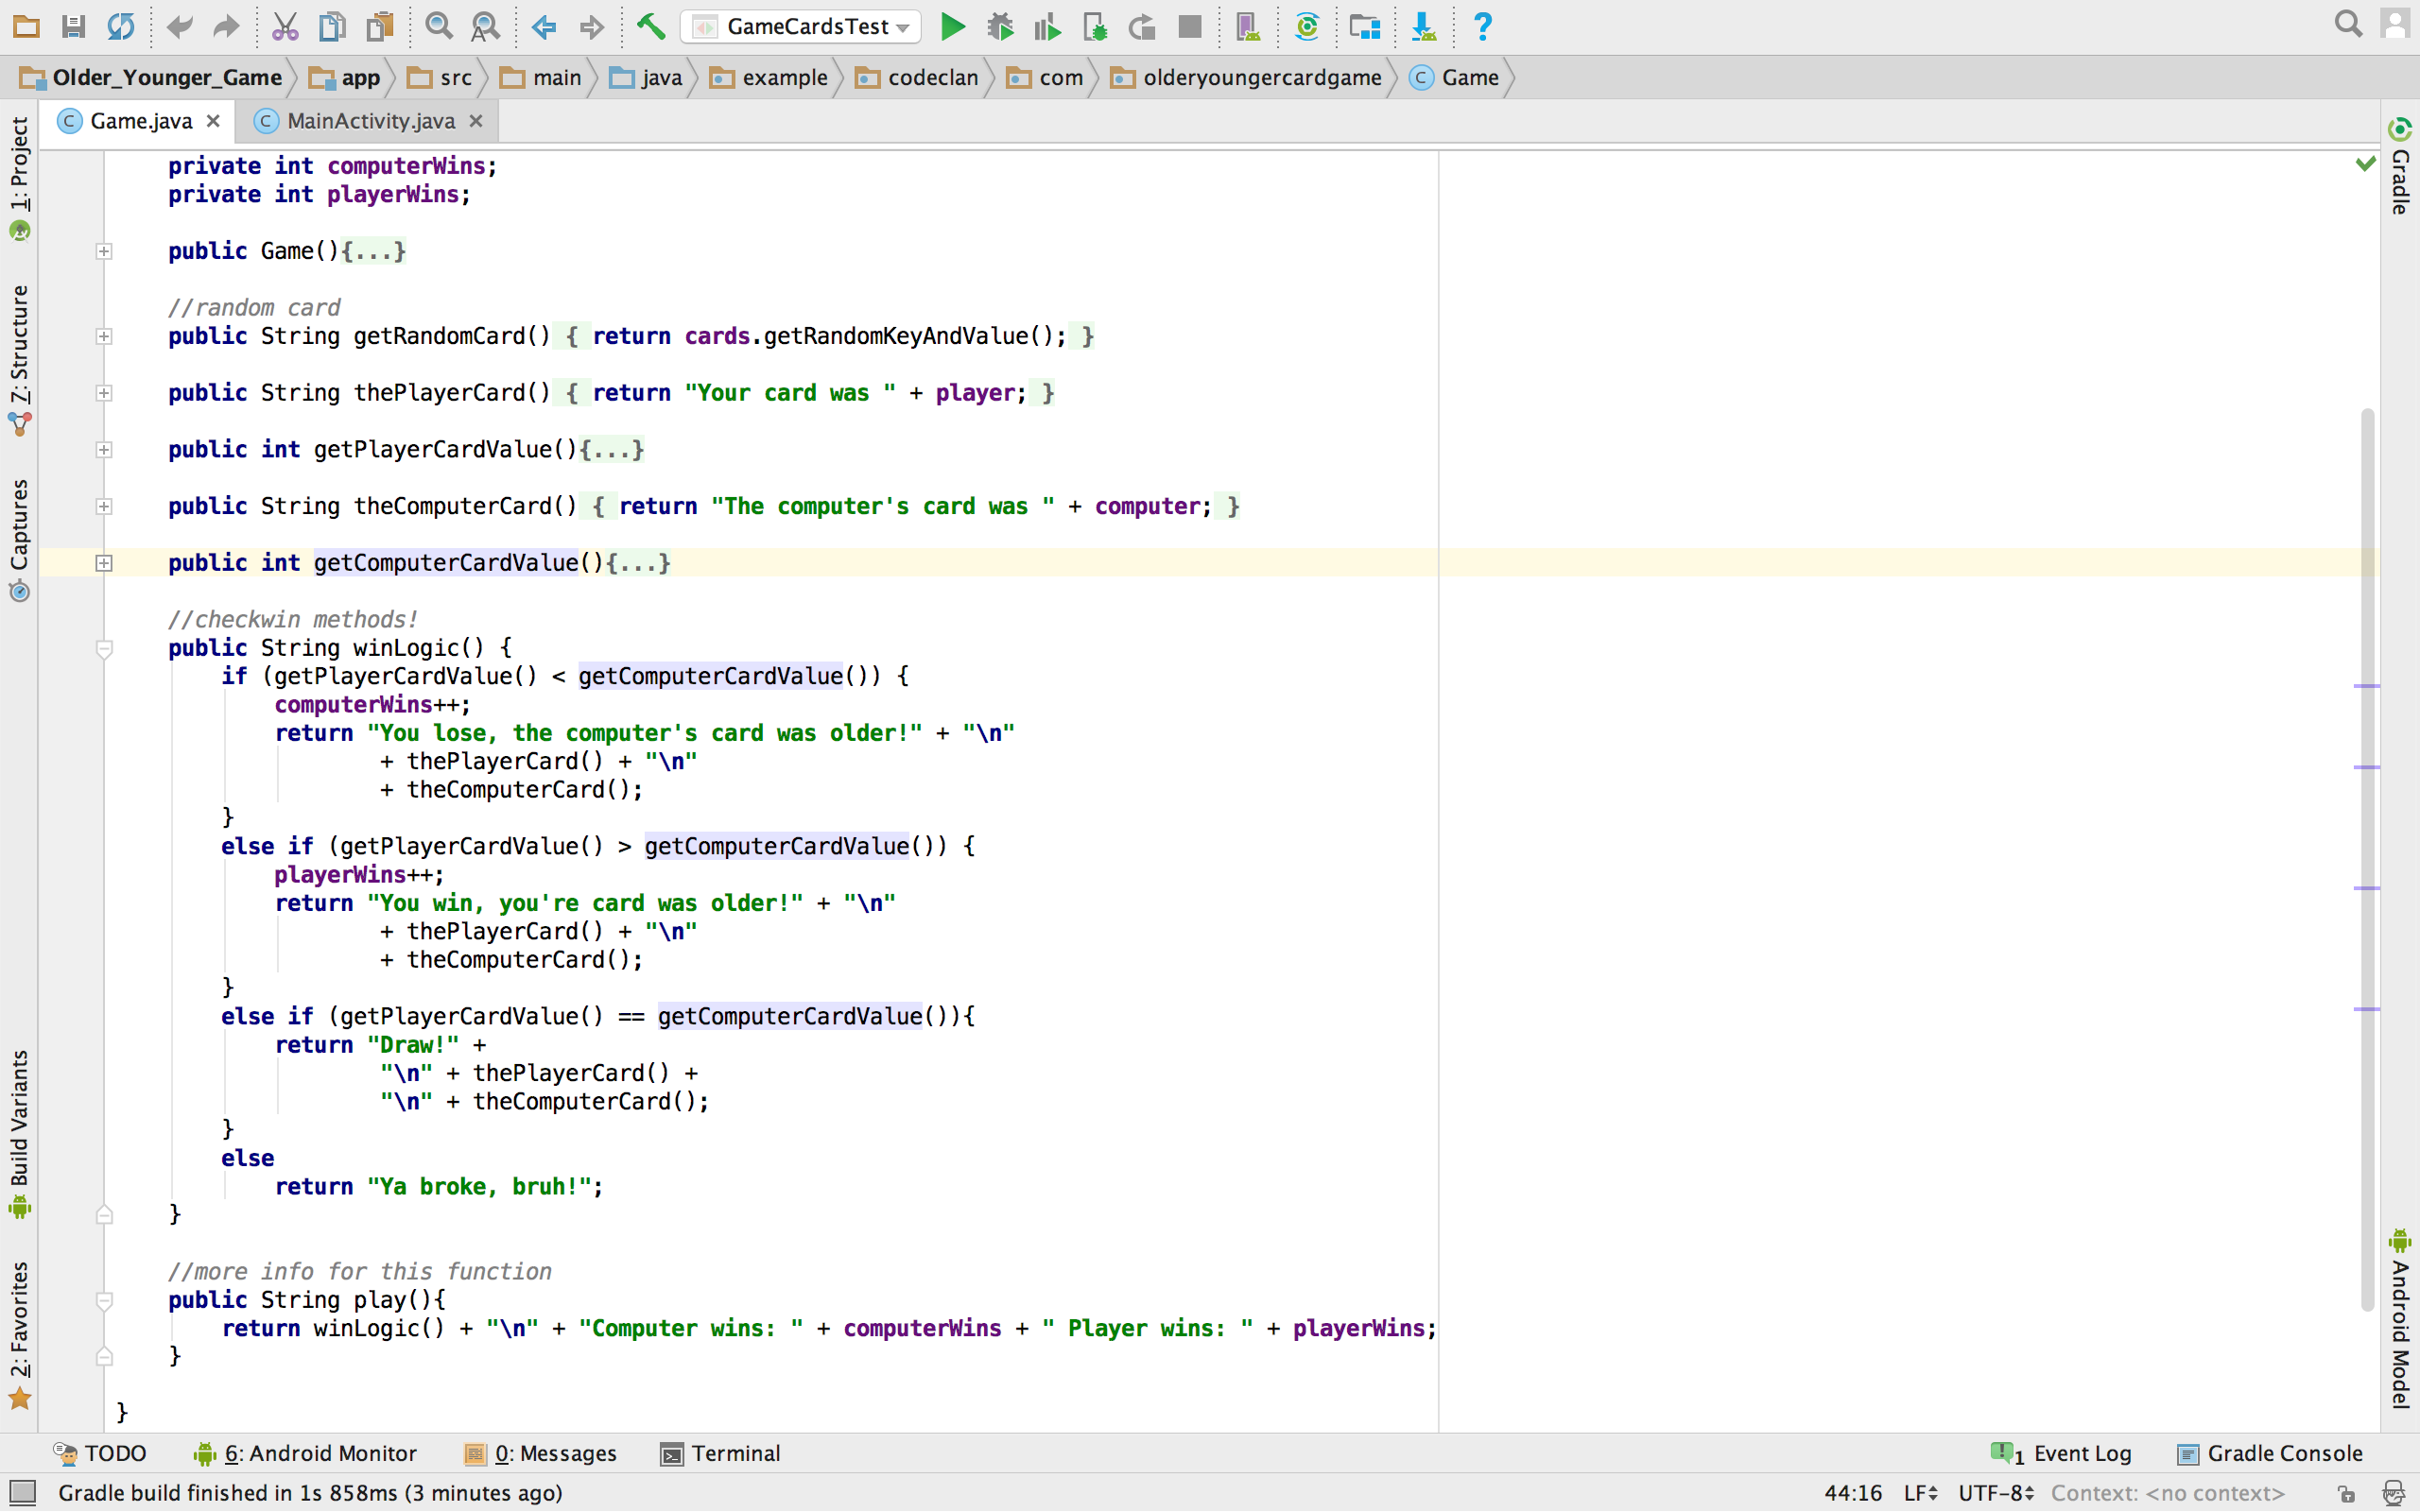 GameCardsTest
Older_Younger_Game app src main java example codeclan com olderyoungercardgame C Game
C Game.java C MainActivity.java
1: Project
7: Structure
Captures
Build Variants
2: Favorites
private int computerWins;
private int playerWins;
public Game(){...}
//random card
public String getRandomCard() { return cards.getRandomKeyAndValue(); }
public String thePlayerCard() { return "Your card was " + player; }
public int getPlayerCardValue(){...}
public String theComputerCard() { return "The computer's card was " + computer; }
public int getComputerCardValue(){...}
//checkwin methods!
public String winLogic() {
if (getPlayerCardValue() < getComputerCardValue()) {
computerWins++;
return "You lose, the computer's card was older!" + "\n"
+ thePlayerCard() + "\n"
+ theComputerCard();
}
else if (getPlayerCardValue() > getComputerCardValue()) {
playerWins++;
return "You win, you're card was older!" + "\n"
+ thePlayerCard() + "\n"
+ theComputerCard();
}
else if (getPlayerCardValue() == getComputerCardValue()){
return "Draw!" +
"\n" + thePlayerCard() +
"\n" + theComputerCard();
}
else
return "Ya broke, bruh!";
}
//more info for this function
public String play(){
return winLogic() + "\n" + "Computer wins: " + computerWins + " Player wins: " + playerWins;
}
}
Gradle
Android Model
TODO 6: Android Monitor 0: Messages Terminal 1 Event Log Gradle Console
Gradle build finished in 1s 858ms (3 minutes ago) 44:16 LF UTF-8 Context: <no context>